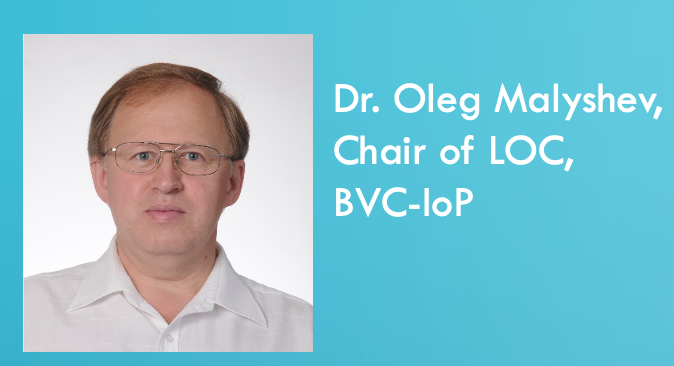 Dr. Oleg Malyshev,
Chair of LOC,
BVC-IoP